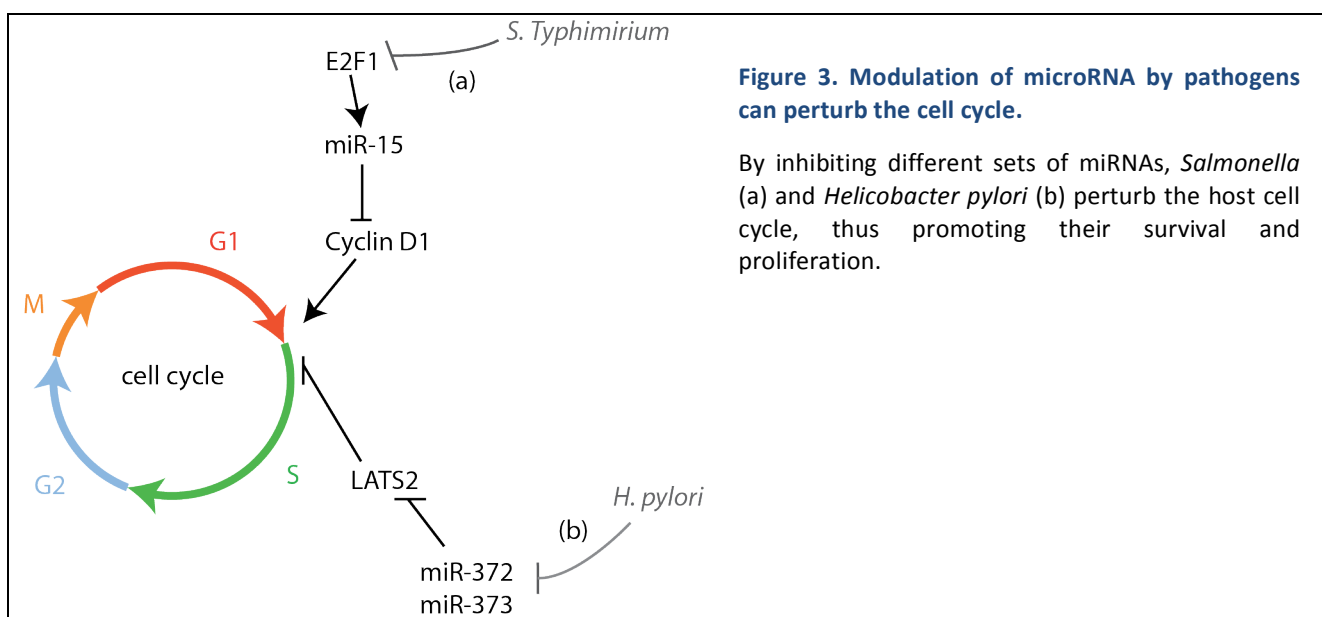 S. Typhimirium
E2F1
(a)
miR-15
Cyclin D1
G1
M
cell cycle
G2
S
LATS2
H. pylori
(b)
miR-372
miR-373
Figure 3. Modulation of microRNA by pathogens
can perturb the cell cycle.
By inhibiting different sets of miRNAs, Salmonella
(a) and Helicobacter pylori (b) perturb the host cell
cycle, thus promoting their survival and
proliferation.